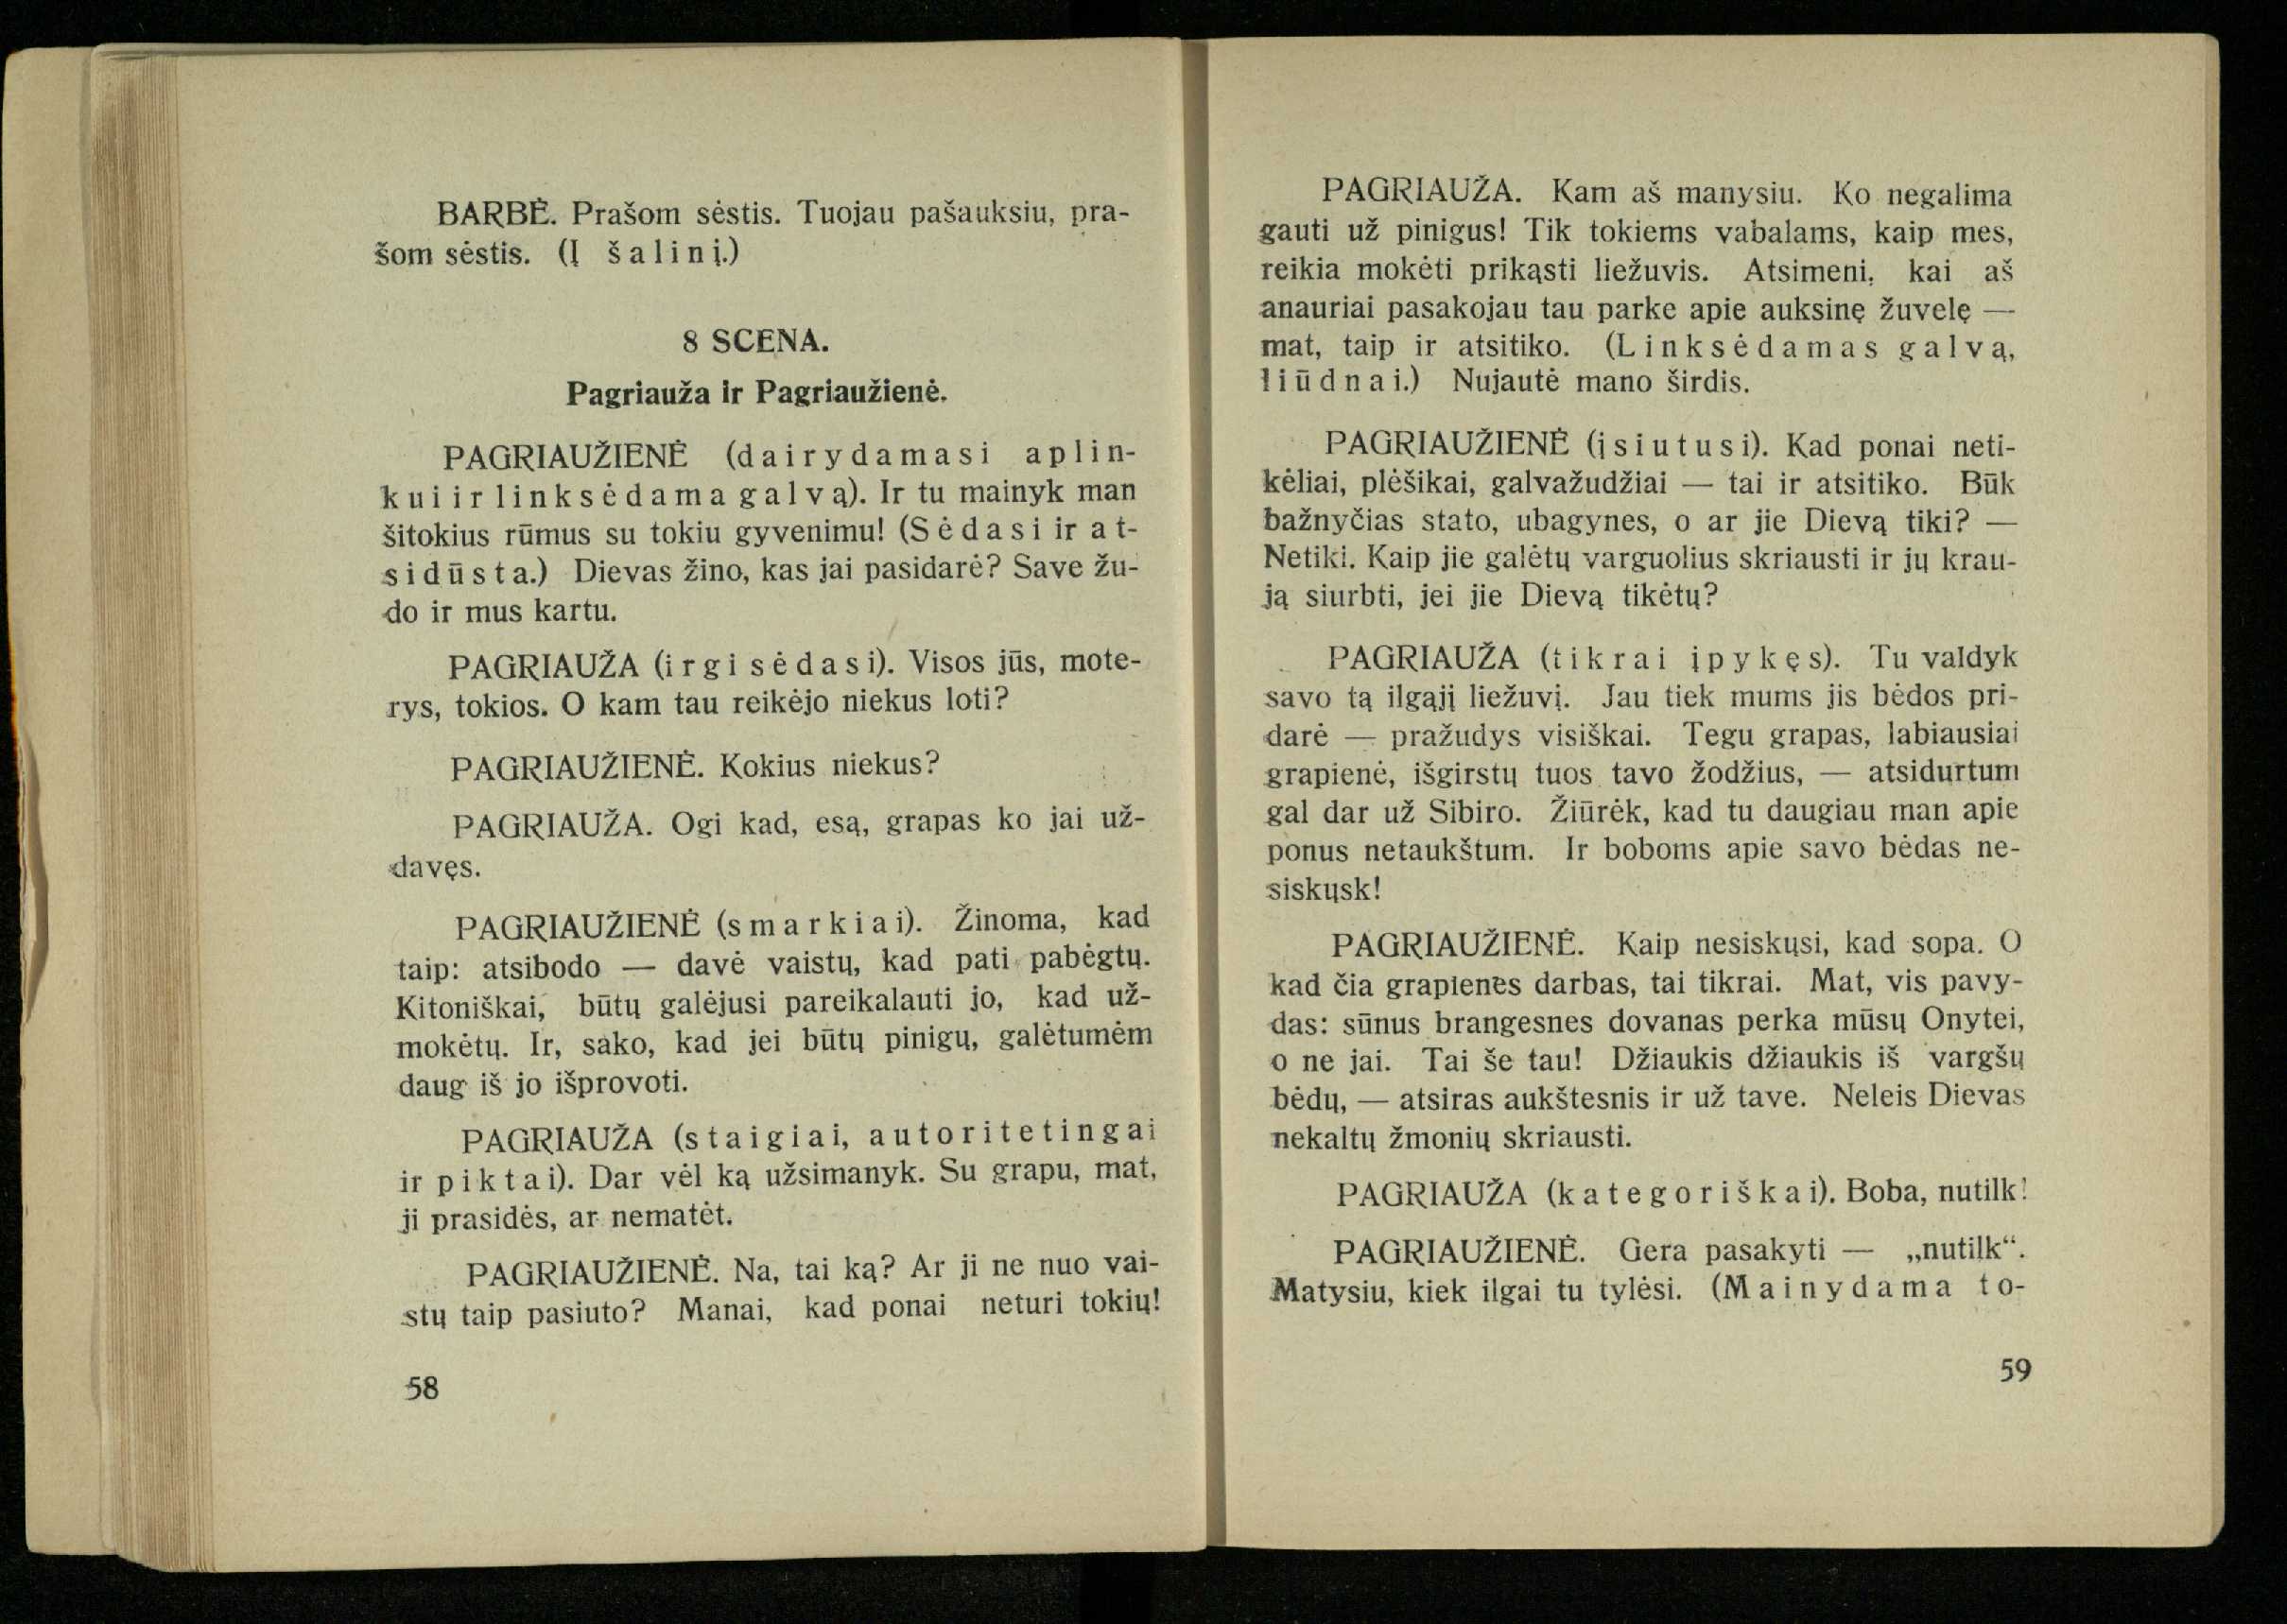 BARBĖ. Prašom sėstis. Tuojau pašauksiu, pra-
šom sėstis. (Į šalinį.)
8 SCENA.
Pagriauža ir Pagriaužienė.
PAGRIAUŽIENĖ (dairydamasi aplin-
kui ir linksėdama galvą). Ir tu mainyk man
šitokius rūmus su tokiu gyvenimu! (Sėdasi ir at-
sidūsta.) Dievas žino, kas jai pasidarė? Save žu-
do ir mus kartu.
PAGRIAUŽA (irgi sėdasi). Visos jūs, mote-
rys, tokios. O kam tau reikėjo niekus loti?
PAGRIAUŽIENĖ. Kokius niekus?
PAGRIAUŽA. Ogi kad, esą, grapas ko jai už-
davęs.
PAGRIAUŽIENĖ (smarkiai). Žinoma, kad
taip: atsibodo — davė vaistų, kad pati pabėgtų.
Kitoniškai, būtų galėjusi pareikalauti jo, kad už-
mokėtų. Ir, sako, kad jei būtų pinigų, galėtumėm
daug iš jo išprovoti.
PAGRIAUŽA (staigiai, autoritetingai
ir piktai). Dar vėl ką užsimanyk. Su grapu, mat,
ji prasidės, ar nematėt.
PAGRIAUŽIENĖ. Na, tai ką? Ar ji ne nuo vai-
stų taip pasiuto? Manai, kad ponai neturi tokių!
58
PAGRIAUŽA. Kam aš manysiu. Ko negalima
gauti už pinigus! Tik tokiems vabalams, kaip mes,
reikia mokėti prikąsti liežuvis. Atsimeni, kai aš
anauriai pasakojau tau parke apie auksinę žuvelę —
mat, taip ir atsitiko. (Linksėdamas galvą,
liūdnai.) Nujautė mano širdis.
PAGRIAUŽIENĖ (įsiutusi). Kad ponai neti-
kėliai, plėšikai, galvažudžiai — tai ir atsitiko. Būk
bažnyčias stato, ubagynes, o ar jie Dievą tiki? —
Netiki. Kaip jie galėtų varguolius skriausti ir jų krau-
ją siurbti, jei jie Dievą tikėtų?
PAGRIAUŽA (tikrai įpykęs). Tu valdyk
savo tą ilgąjį liežuvį. Jau tiek mums jis bėdos pri-
darė — pražudys visiškai. Tegu grapas, labiausiai
grapienė, išgirstų tuos tavo žodžius, — atsidurtum
gal dar už Sibiro. Žiūrėk, kad tu daugiau man apie
ponus netaukštum. Ir boboms apie savo bėdas ne-
siskųsk!
PAGRIAUŽIENĖ. Kaip nesiskųsi, kad sopa. O
kad čia grapienės darbas, tai tikrai. Mat, vis pavy-
das: sūnus brangesnes dovanas perka mūsų Onytei,
o ne jai. Tai še tau! Džiaukis džiaukis iš vargšų
bėdų, — atsiras aukštesnis ir už tave. Neleis Dievas
nekaltų žmonių skriausti.
PAGRIAUŽA (kategoriškai). Boba, nutilk!
PAGRIAUŽIENĖ. Gera pasakyti — „nutilk“.
Matysiu, kiek ilgai tu tylėsi. (Mainydama to-
59